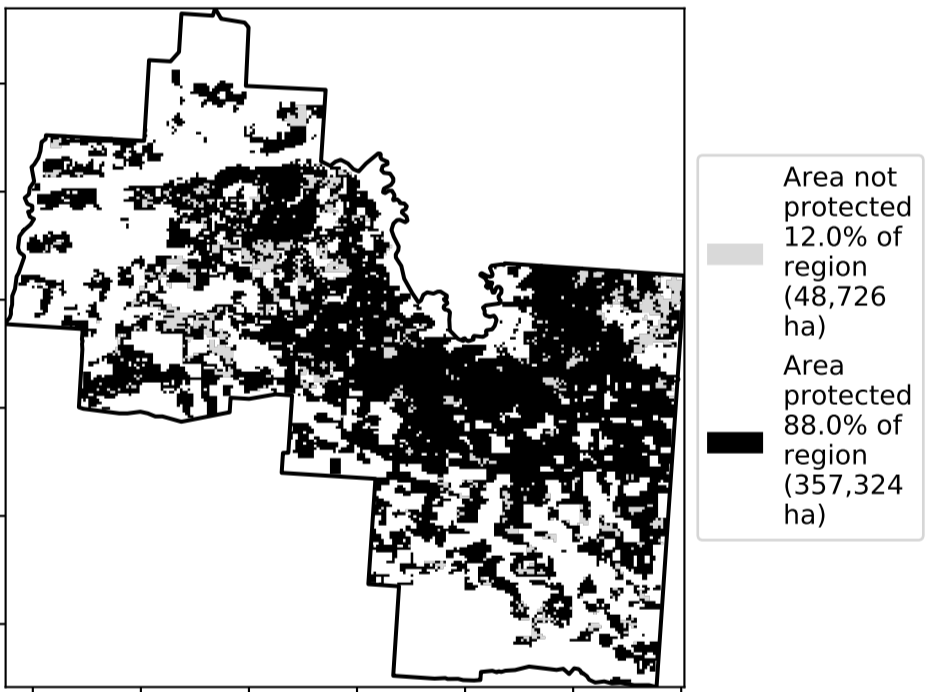 Area not
protected
12.0% of
region
(48,726
ha)
Area
protected
88.0% of
region
(357,324
ha)